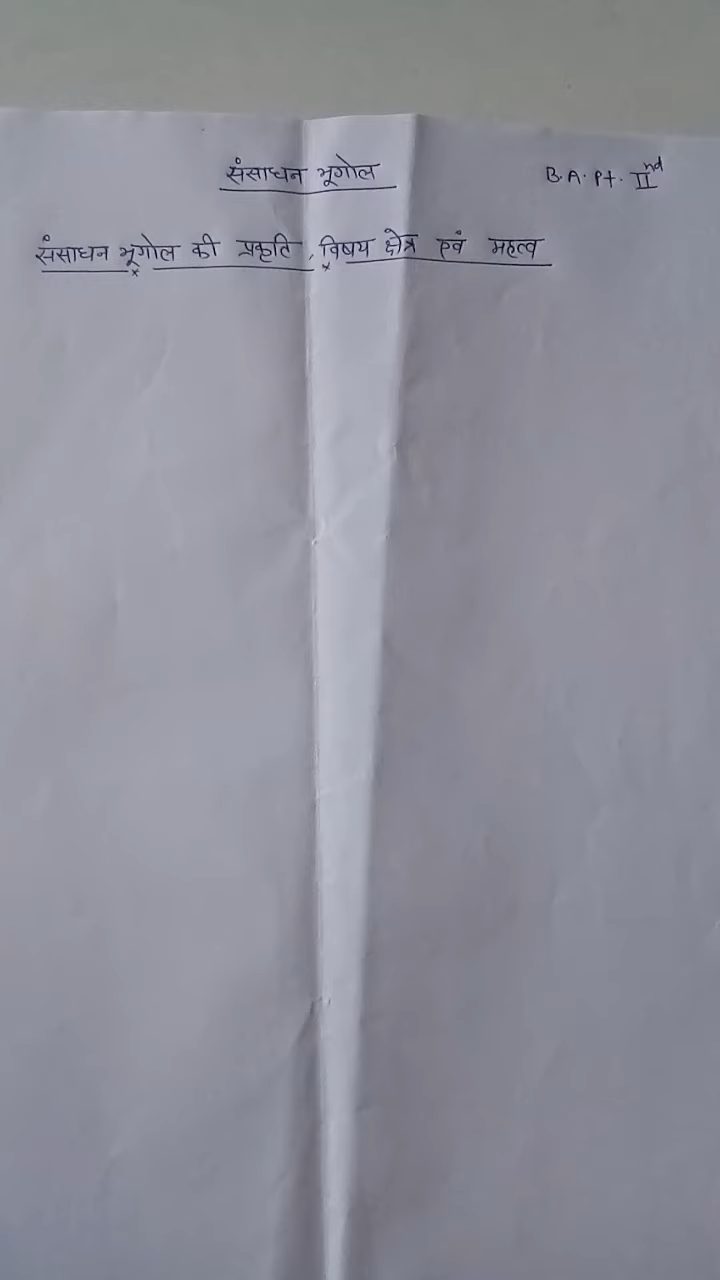 संसाधन भूगोल B.A. Pt. IInd
संसाधन भूगोल की प्रकृति, विषय क्षेत्र एवं महत्व